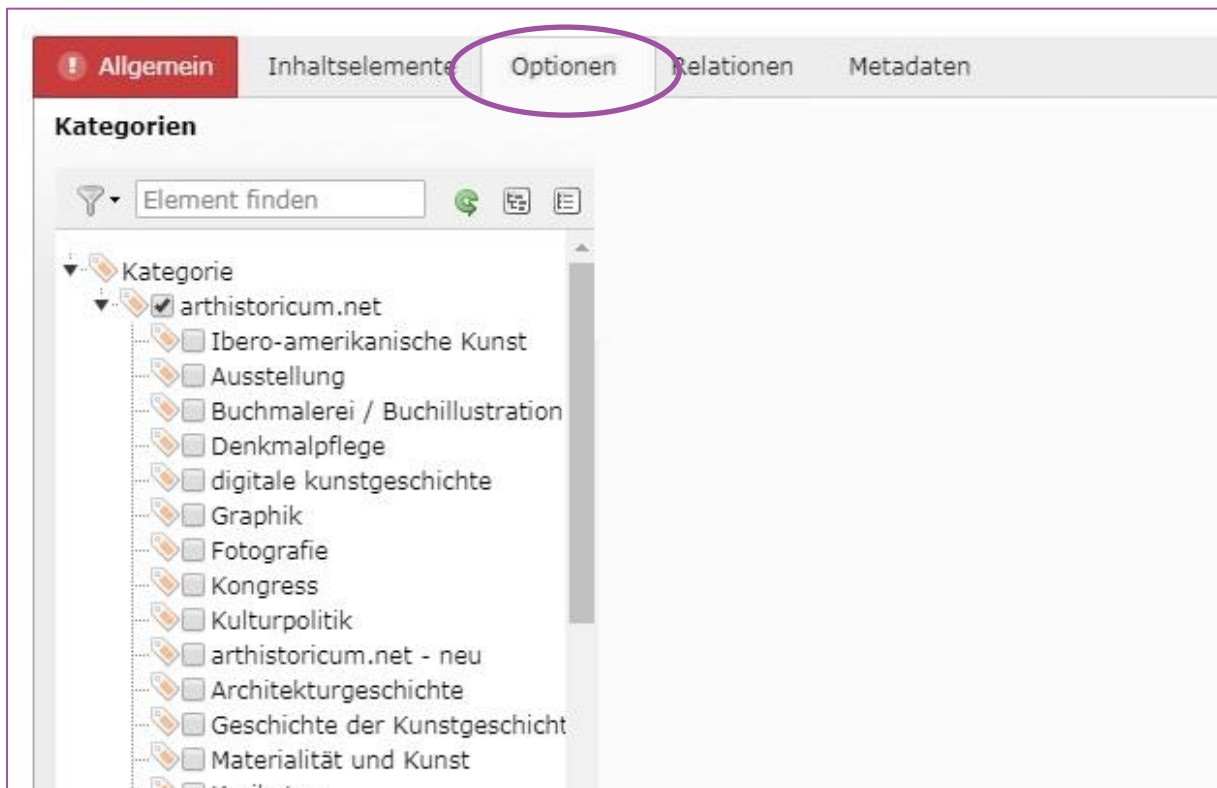 Allgemein Inhaltselemente Optionen Relationen Metadaten
Kategorien
Element finden
Kategorie
arthistoricum.net
Ibero-amerikanische Kunst
Ausstellung
Buchmalerei / Buchillustration
Denkmalpflege
digitale kunstgeschichte
Graphik
Fotografie
Kongress
Kulturpolitik
arthistoricum.net - neu
Architekturgeschichte
Geschichte der Kunstgeschicht
Materialität und Kunst